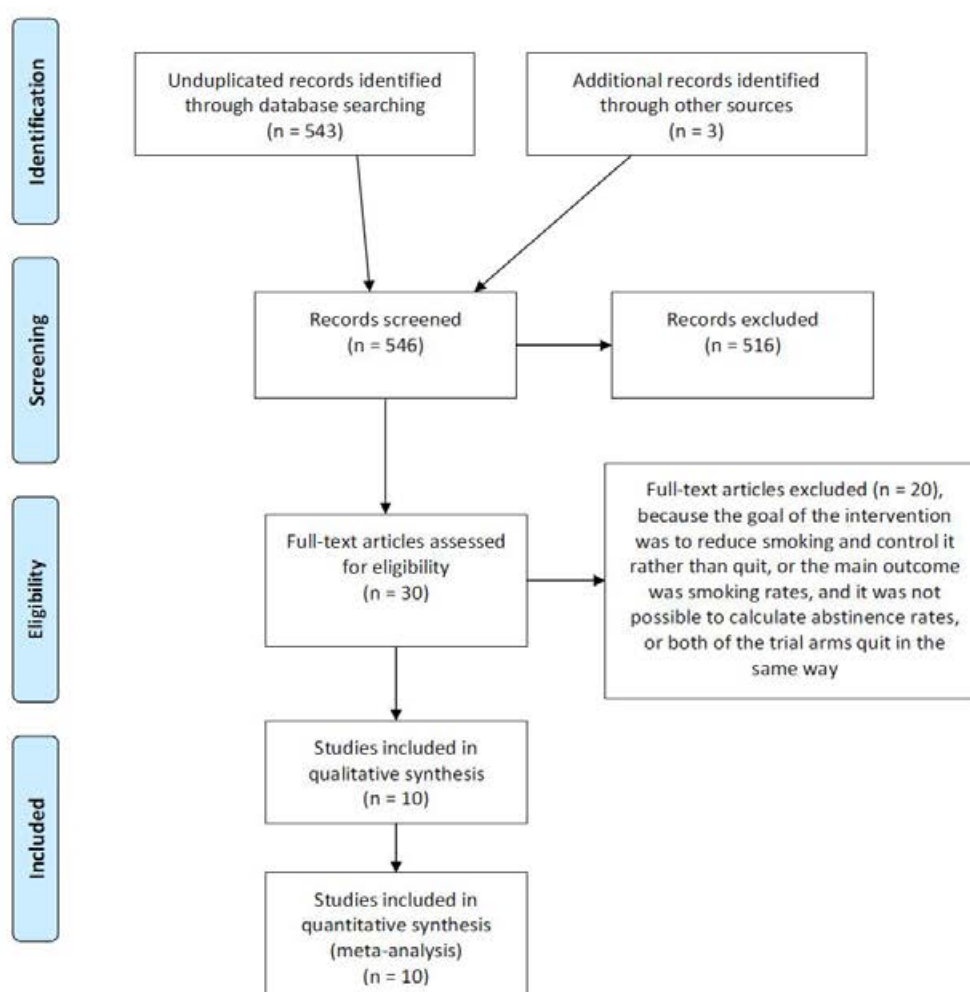 Identification
Unduplicated records identified
through database searching
(n = 543)
Additional records identified
through other sources
(n = 3)
Screening
Records screened
(n = 546)
Records excluded
(n = 516)
Eligibility
Full-text articles assessed
for eligibility
(n = 30)
Full-text articles excluded (n = 20),
because the goal of the intervention
was to reduce smoking and control it
rather than quit, or the main outcome
was smoking rates, and it was not
possible to calculate abstinence rates,
or both of the trial arms quit in the
same way
Included
Studies included in
qualitative synthesis
(n = 10)
Studies included in
quantitative synthesis
(meta-analysis)
(n = 10)